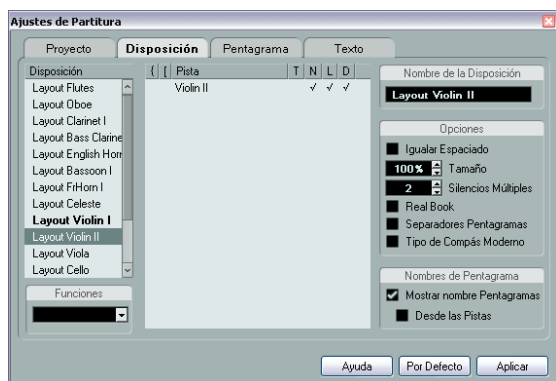 Ajustes de Partitura
Proyecto Disposición Pentagrama Texto
Disposición
Layout Flutes
Layout Oboe
Layout Clarinet I
Layout Bass Clarine
Layout English Horr
Layout Bassoon I
Layout FrHorn I
Layout Celeste
Layout Violin I
Layout Violin II
Layout Viola
Layout Cello
Funciones
{ [ Pista T N L D
Violin II ✓ ✓ ✓
Nombre de la Disposición
Layout Violin II
Opciones
Igualar Espaciado
100% Tamaño
2 Silencios Múltiples
Real Book
Separadores Pentagramas
Tipo de Compás Moderno
Nombres de Pentagrama
Mostrar nombre Pentagramas
Desde las Pistas
Ayuda Por Defecto Aplicar